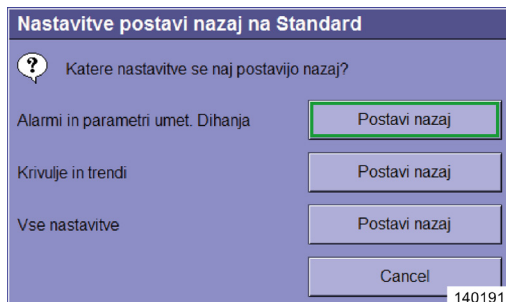 Nastavitve postavi nazaj na Standard
? Katere nastavitve se naj postavijo nazaj?
Alarmi in parametri umet. Dihanja Postavi nazaj
Krivulje in trendi Postavi nazaj
Vse nastavitve Postavi nazaj
Cancel
140191